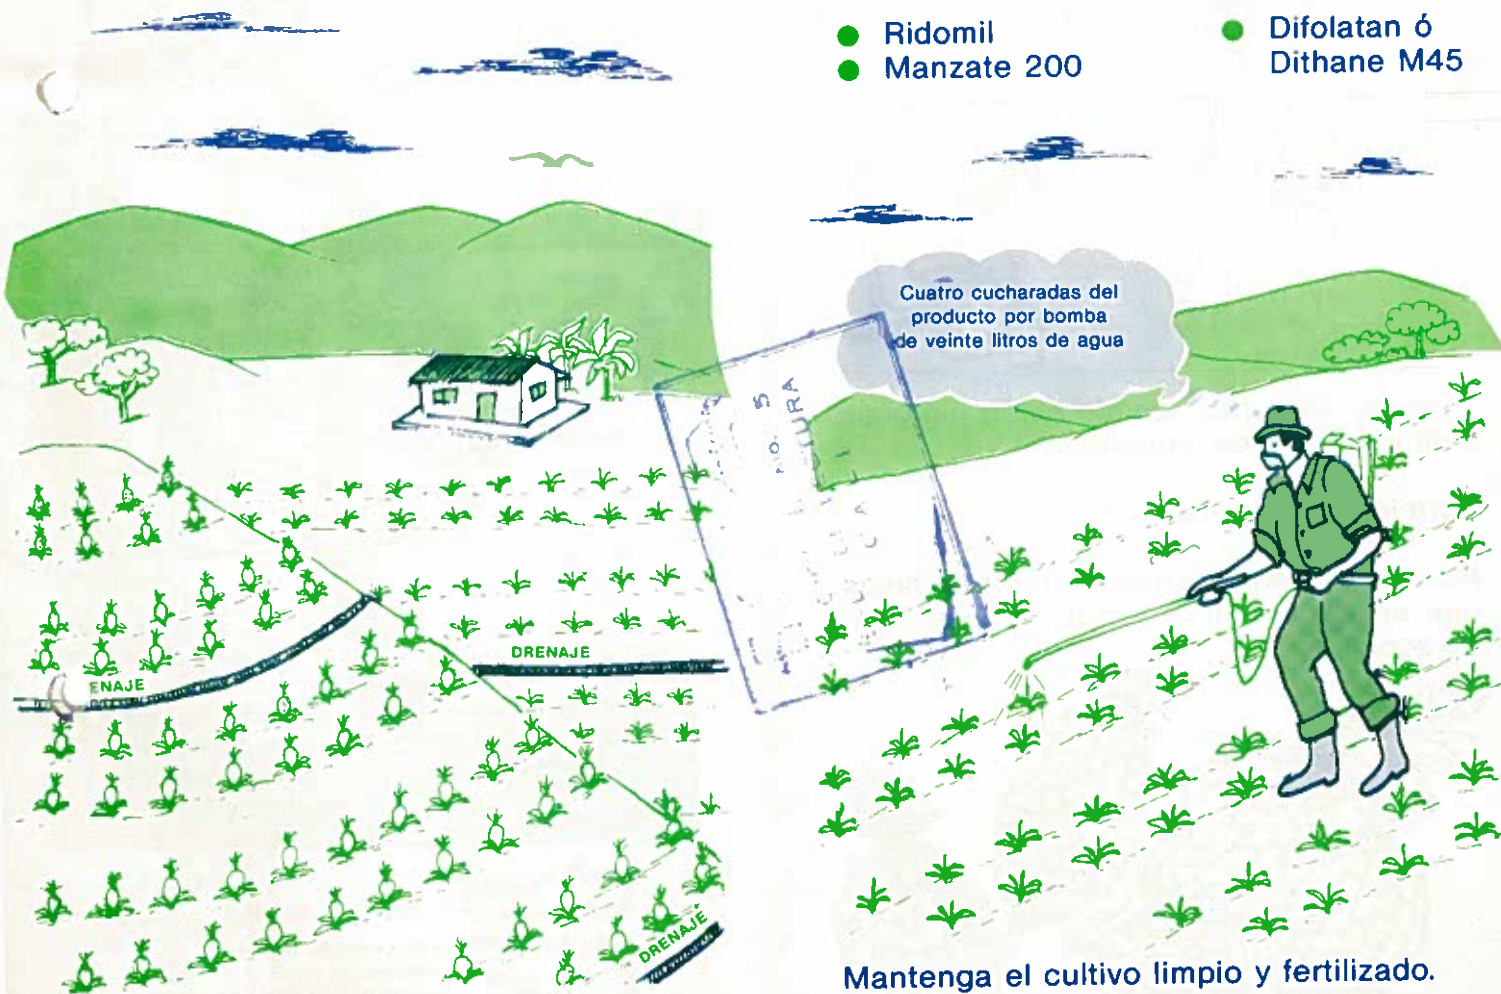 Ridomil
Manzate 200
Difolatan ó
Dithane M45
Cuatro cucharadas del
producto por bomba
de veinte litros de agua
DRENAJE
ENAJE
DRENAJE
Mantenga el cultivo limpio y fertilizado.